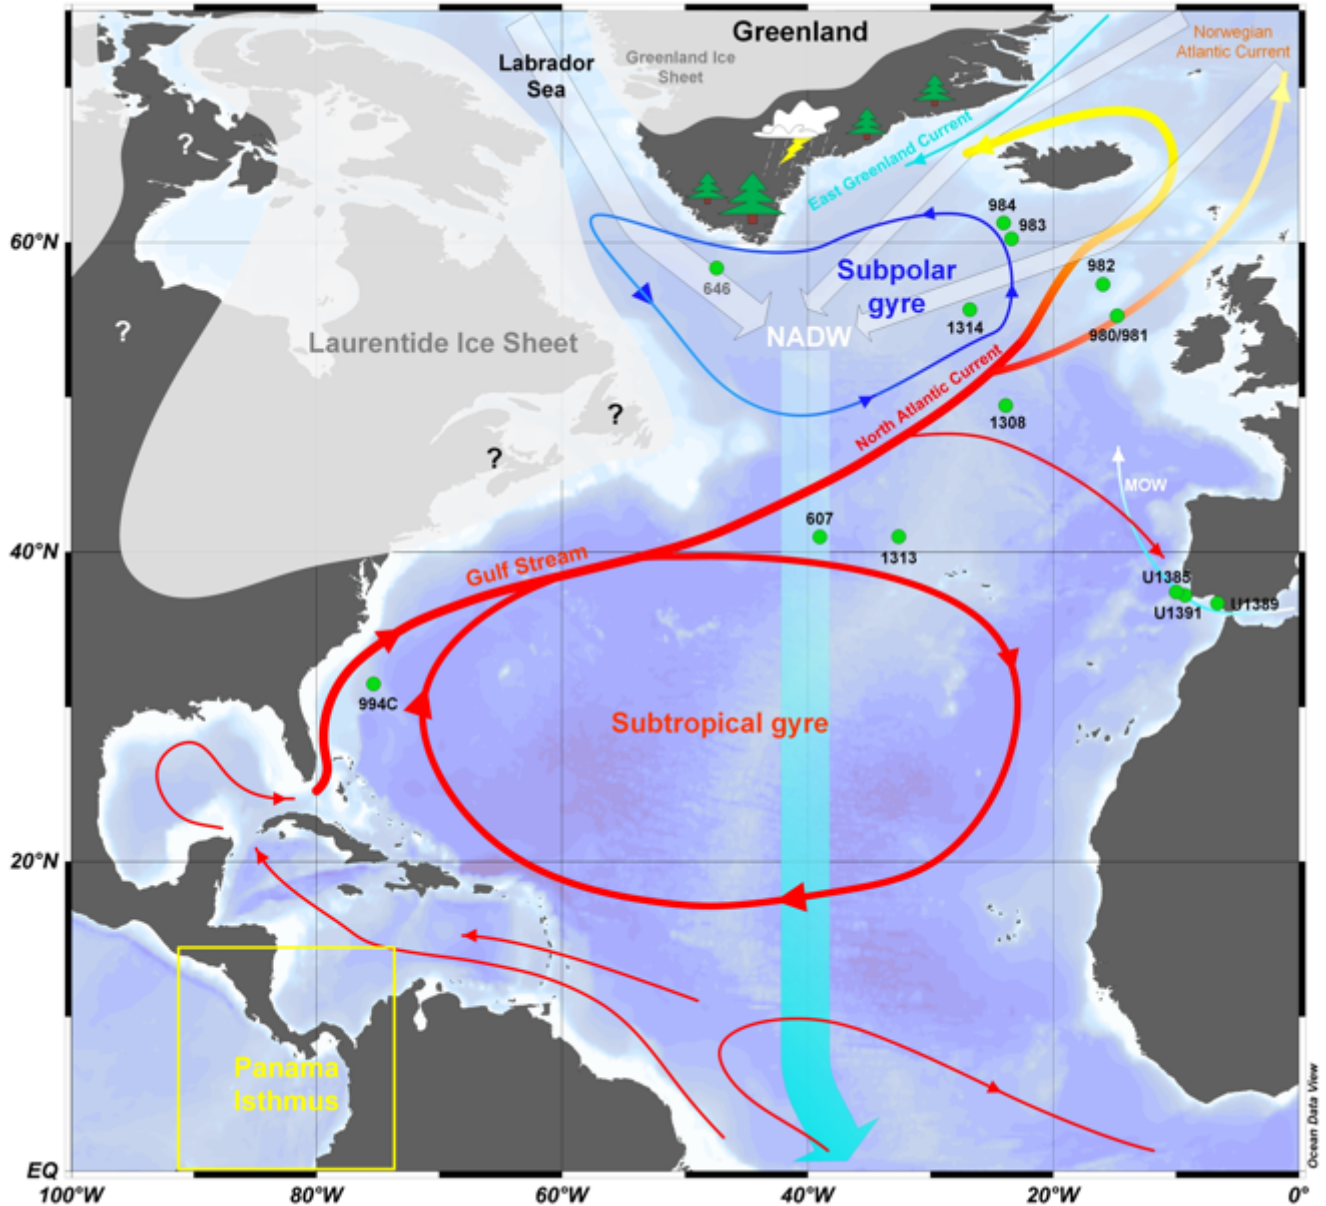 Greenland
Norwegian
Atlantic Current
Greenland Ice
Sheet
Labrador
Sea
?
East Greenland Current
984
983
60°N
Subpolar
gyre
982
646
1314
980/981
?
Laurentide Ice Sheet
NADW
North Atlantic Current
1308
?
?
MOW
607
1313
40°N
Gulf Stream
U1385
U1391
U1389
994C
Subtropical gyre
20°N
Panama
Isthmus
Ocean Data View
EQ
100°W
80°W
60°W
40°W
20°W
0°